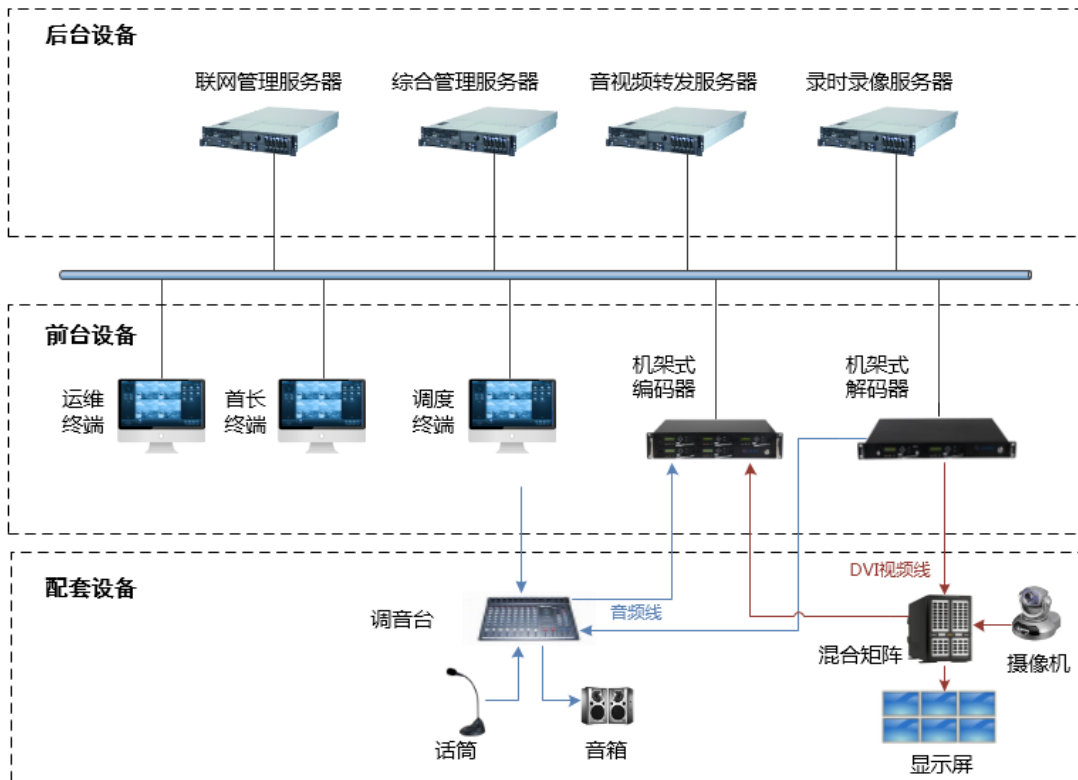 后台设备
联网管理服务器
综合管理服务器
音视频转发服务器
录时录像服务器
前台设备
运维
终端
首长
终端
调度
终端
机架式
编码器
机架式
解码器
配套设备
调音台
音频线
DVI视频线
混合矩阵
摄像机
话筒
音箱
显示屏